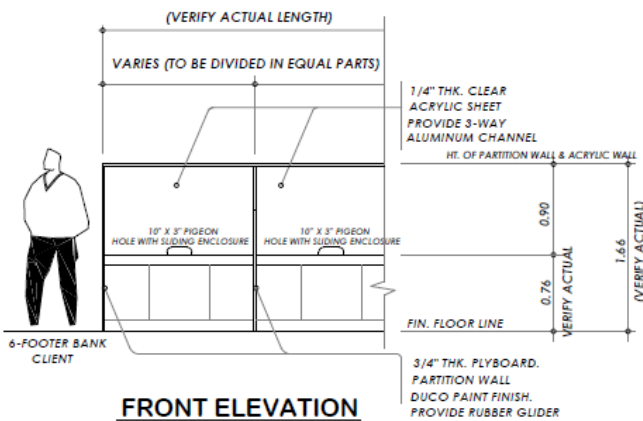 (VERIFY ACTUAL LENGTH)
VARIES (TO BE DIVIDED IN EQUAL PARTS)
1/4" THK. CLEAR
ACRYLIC SHEET
PROVIDE 3-WAY
ALUMINUM CHANNEL
HT. OF PARTITION WALL & ACRYLIC WALL
10" X 3" PIGEON
HOLE WITH SLIDING ENCLOSURE
10" X 3" PIGEON
HOLE WITH SLIDING ENCLOSURE
0.90
0.76
VERIFY ACTUAL
1.66
(VERIFY ACTUAL)
FIN. FLOOR LINE
6-FOOTER BANK
CLIENT
3/4" THK. PLYBOARD.
PARTITION WALL
DUCO PAINT FINISH.
PROVIDE RUBBER GLIDER
FRONT ELEVATION